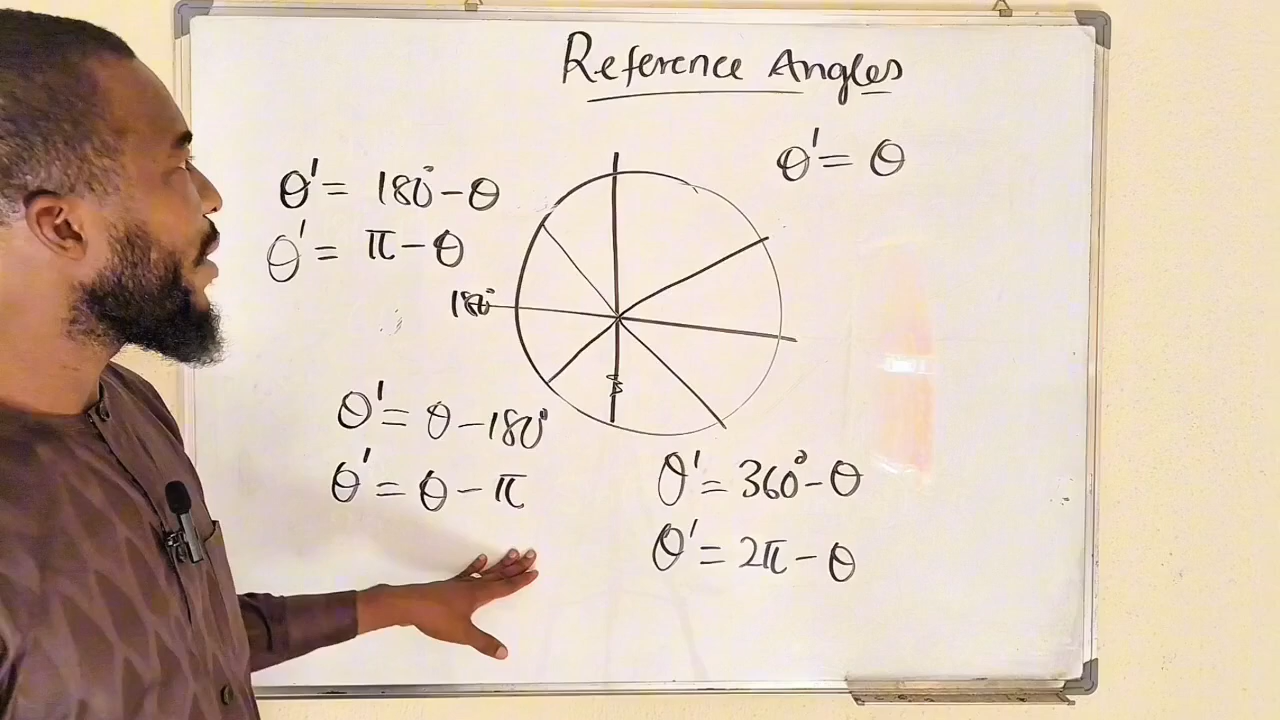 Reference Angles
θ' = θ
θ' = 180° - θ
θ' = π - θ
180°
θ' = θ - 180°
θ' = θ - π
θ' = 360° - θ
θ' = 2π - θ